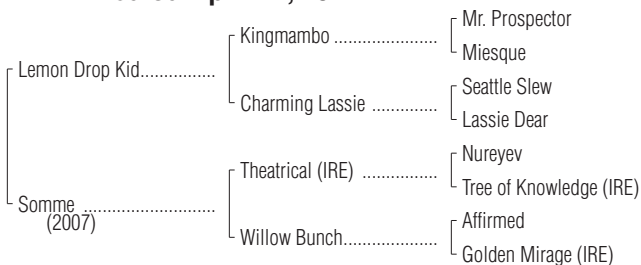 Mr. Prospector
Kingmambo ........................
Miesque
Lemon Drop Kid................
Seattle Slew
Charming Lassie ...............
Lassie Dear
Nureyev
Theatrical (IRE) .................
Tree of Knowledge (IRE)
Somme ............................
(2007)
Affirmed
Willow Bunch.....................
Golden Mirage (IRE)